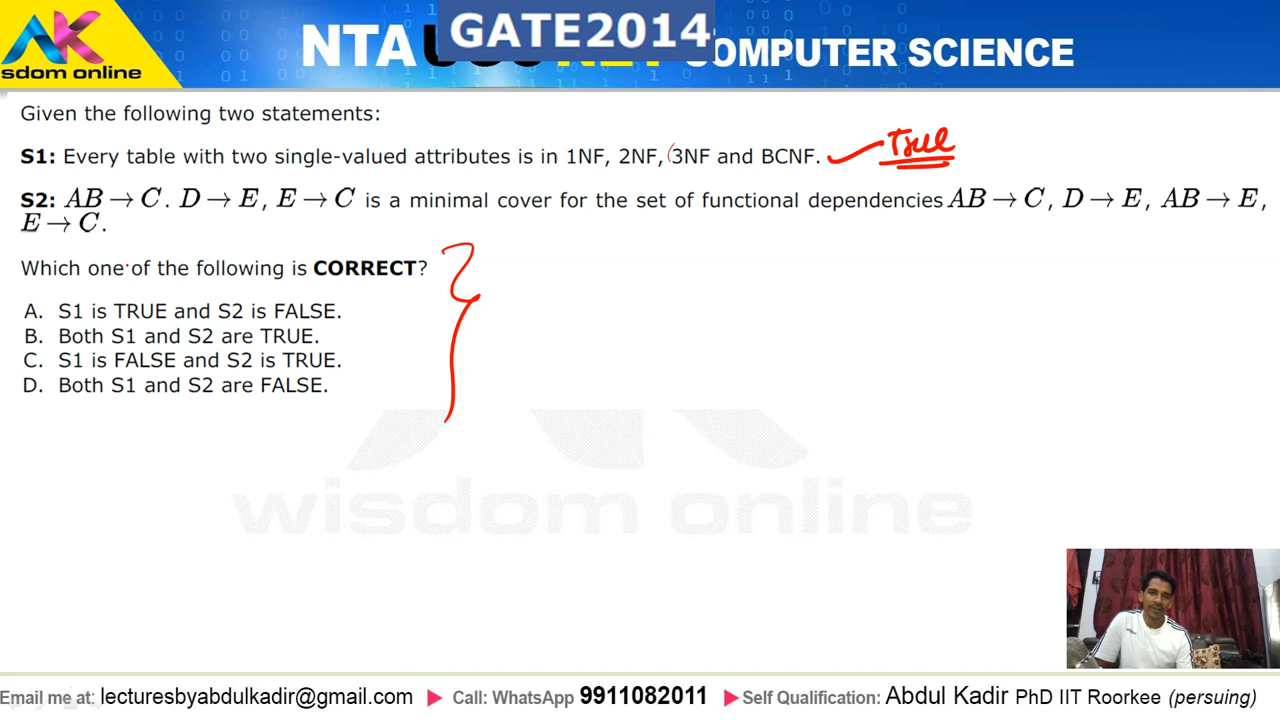 AK
sdom online
NTA
GATE2014
COMPUTER SCIENCE
Given the following two statements:
S1: Every table with two single-valued attributes is in 1NF, 2NF, 3NF and BCNF. True
S2: AB → C. D → E, E → C is a minimal cover for the set of functional dependencies AB → C, D → E, AB → E,
E → C.
Which one of the following is CORRECT?
A. S1 is TRUE and S2 is FALSE.
B. Both S1 and S2 are TRUE.
C. S1 is FALSE and S2 is TRUE.
D. Both S1 and S2 are FALSE.
wisdom online
Email me at: lecturesbyabdulkadir@gmail.com Call: WhatsApp 9911082011 Self Qualification: Abdul Kadir PhD IIT Roorkee (persuing)